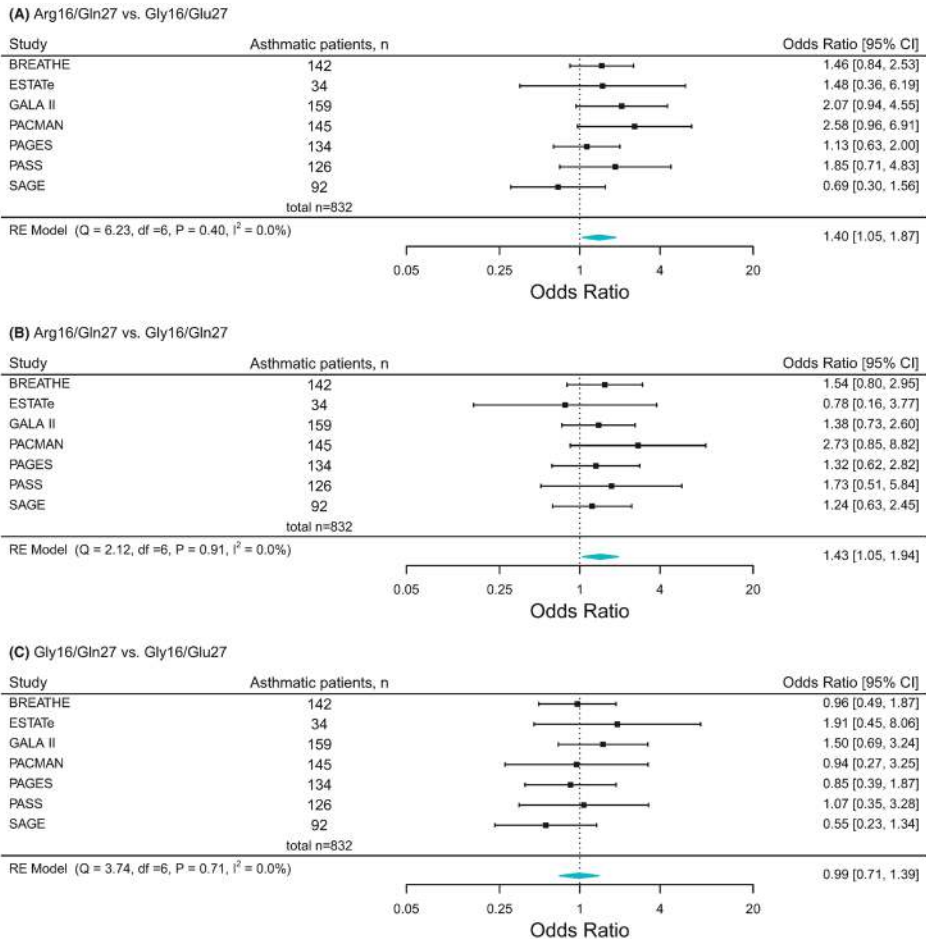 (A) Arg16/Gln27 vs. Gly16/Glu27
Study Asthmatic patients, n Odds Ratio [95% CI]
BREATHE 142 1.46 [0.84, 2.53]
ESTATe 34 1.48 [0.36, 6.19]
GALA II 159 2.07 [0.94, 4.55]
PACMAN 145 2.58 [0.96, 6.91]
PAGES 134 1.13 [0.63, 2.00]
PASS 126 1.85 [0.71, 4.83]
SAGE 92 0.69 [0.30, 1.56]
total n=832
RE Model (Q = 6.23, df =6, P = 0.40, I² = 0.0%) 1.40 [1.05, 1.87]
0.05 0.25 1 4 20
Odds Ratio
(B) Arg16/Gln27 vs. Gly16/Gln27
Study Asthmatic patients, n Odds Ratio [95% CI]
BREATHE 142 1.54 [0.80, 2.95]
ESTATe 34 0.78 [0.16, 3.77]
GALA II 159 1.38 [0.73, 2.60]
PACMAN 145 2.73 [0.85, 8.82]
PAGES 134 1.32 [0.62, 2.82]
PASS 126 1.73 [0.51, 5.84]
SAGE 92 1.24 [0.63, 2.45]
total n=832
RE Model (Q = 2.12, df =6, P = 0.91, I² = 0.0%) 1.43 [1.05, 1.94]
0.05 0.25 1 4 20
Odds Ratio
(C) Gly16/Gln27 vs. Gly16/Glu27
Study Asthmatic patients, n Odds Ratio [95% CI]
BREATHE 142 0.96 [0.49, 1.87]
ESTATe 34 1.91 [0.45, 8.06]
GALA II 159 1.50 [0.69, 3.24]
PACMAN 145 0.94 [0.27, 3.25]
PAGES 134 0.85 [0.39, 1.87]
PASS 126 1.07 [0.35, 3.28]
SAGE 92 0.55 [0.23, 1.34]
total n=832
RE Model (Q = 3.74, df =6, P = 0.71, I² = 0.0%) 0.99 [0.71, 1.39]
0.05 0.25 1 4 20
Odds Ratio